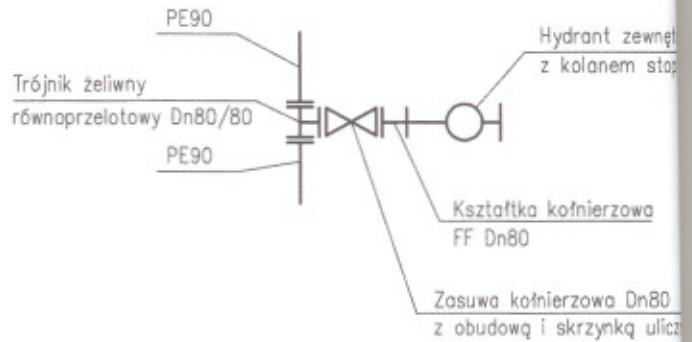 PE90
Hydrant zewnęt
z kolanem stop
Trójnik żeliwny
równoprzelotowy Dn80/80
PE90
Kształtka kołnierzowa
FF Dn80
Zasuwa kołnierzowa Dn80
z obudową i skrzynką ulicz